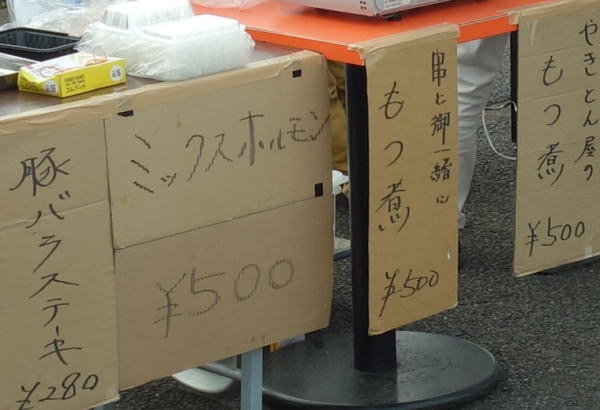 豚バラステーキ
¥280
ミックスホルモン
¥500
串と御一緒に
もつ煮
¥500
やきとん屋の
もつ煮
¥500